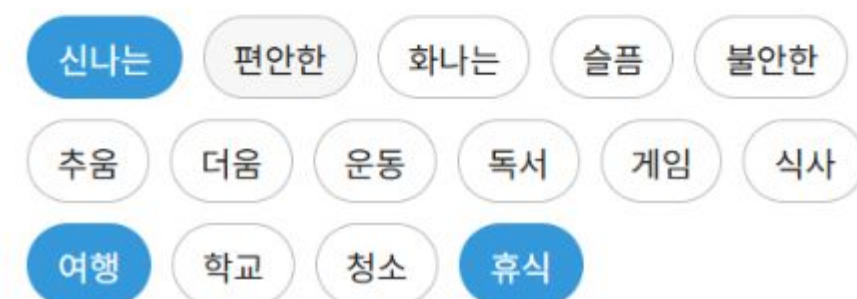 신나는 편안한 화나는 슬픔 불안한
추움 더움 운동 독서 게임 식사
여행 학교 청소 휴식